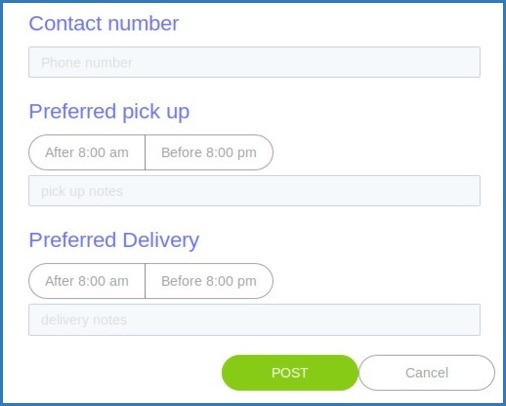 Contact number
Phone number
Preferred pick up
After 8:00 am Before 8:00 pm
pick up notes
Preferred Delivery
After 8:00 am Before 8:00 pm
delivery notes
POST Cancel